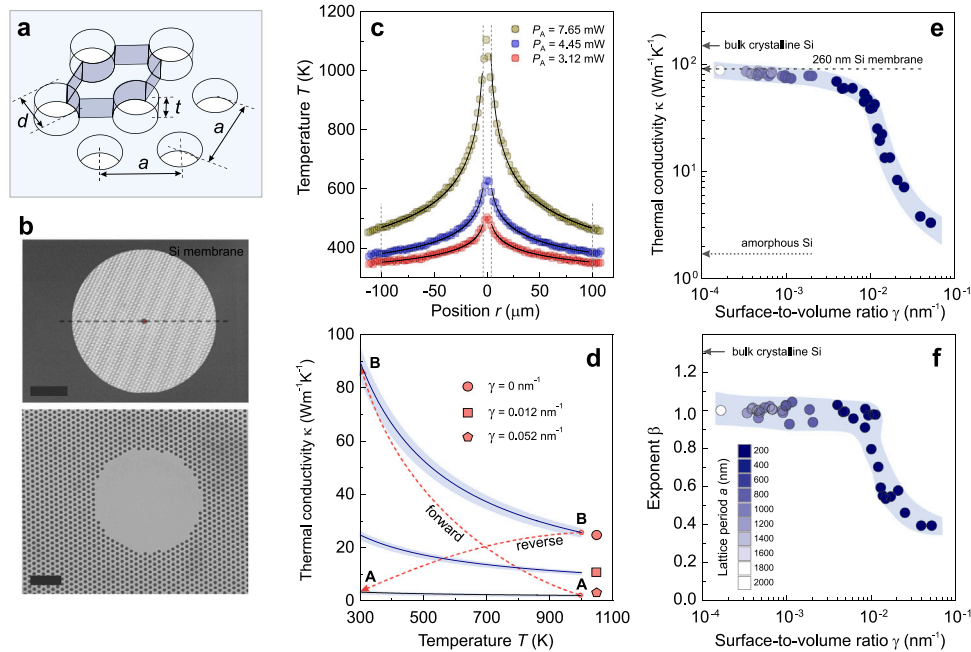 a
d
t
a
a
b
Si membrane
c
P_A = 7.65 mW
P_A = 4.45 mW
P_A = 3.12 mW
1200
1000
800
600
400
Temperature T (K)
-100 -50 0 50 100
Position r (μm)
d
B
γ = 0 nm⁻¹
γ = 0.012 nm⁻¹
γ = 0.052 nm⁻¹
forward
reverse
B
A
A
100
80
60
40
20
0
Thermal conductivity κ (Wm⁻¹K⁻¹)
300 500 700 900 1100
Temperature T (K)
e
bulk crystalline Si
260 nm Si membrane
amorphous Si
10²
10¹
10⁰
Thermal conductivity κ (Wm⁻¹K⁻¹)
10⁻⁴ 10⁻³ 10⁻² 10⁻¹
Surface-to-volume ratio γ (nm⁻¹)
f
bulk crystalline Si
1.2
1.0
0.8
0.6
0.4
0.2
0.0
Exponent β
Lattice period a (nm)
200
400
600
800
1000
1200
1400
1600
2000
10⁻⁴ 10⁻³ 10⁻² 10⁻¹
Surface-to-volume ratio γ (nm⁻¹)